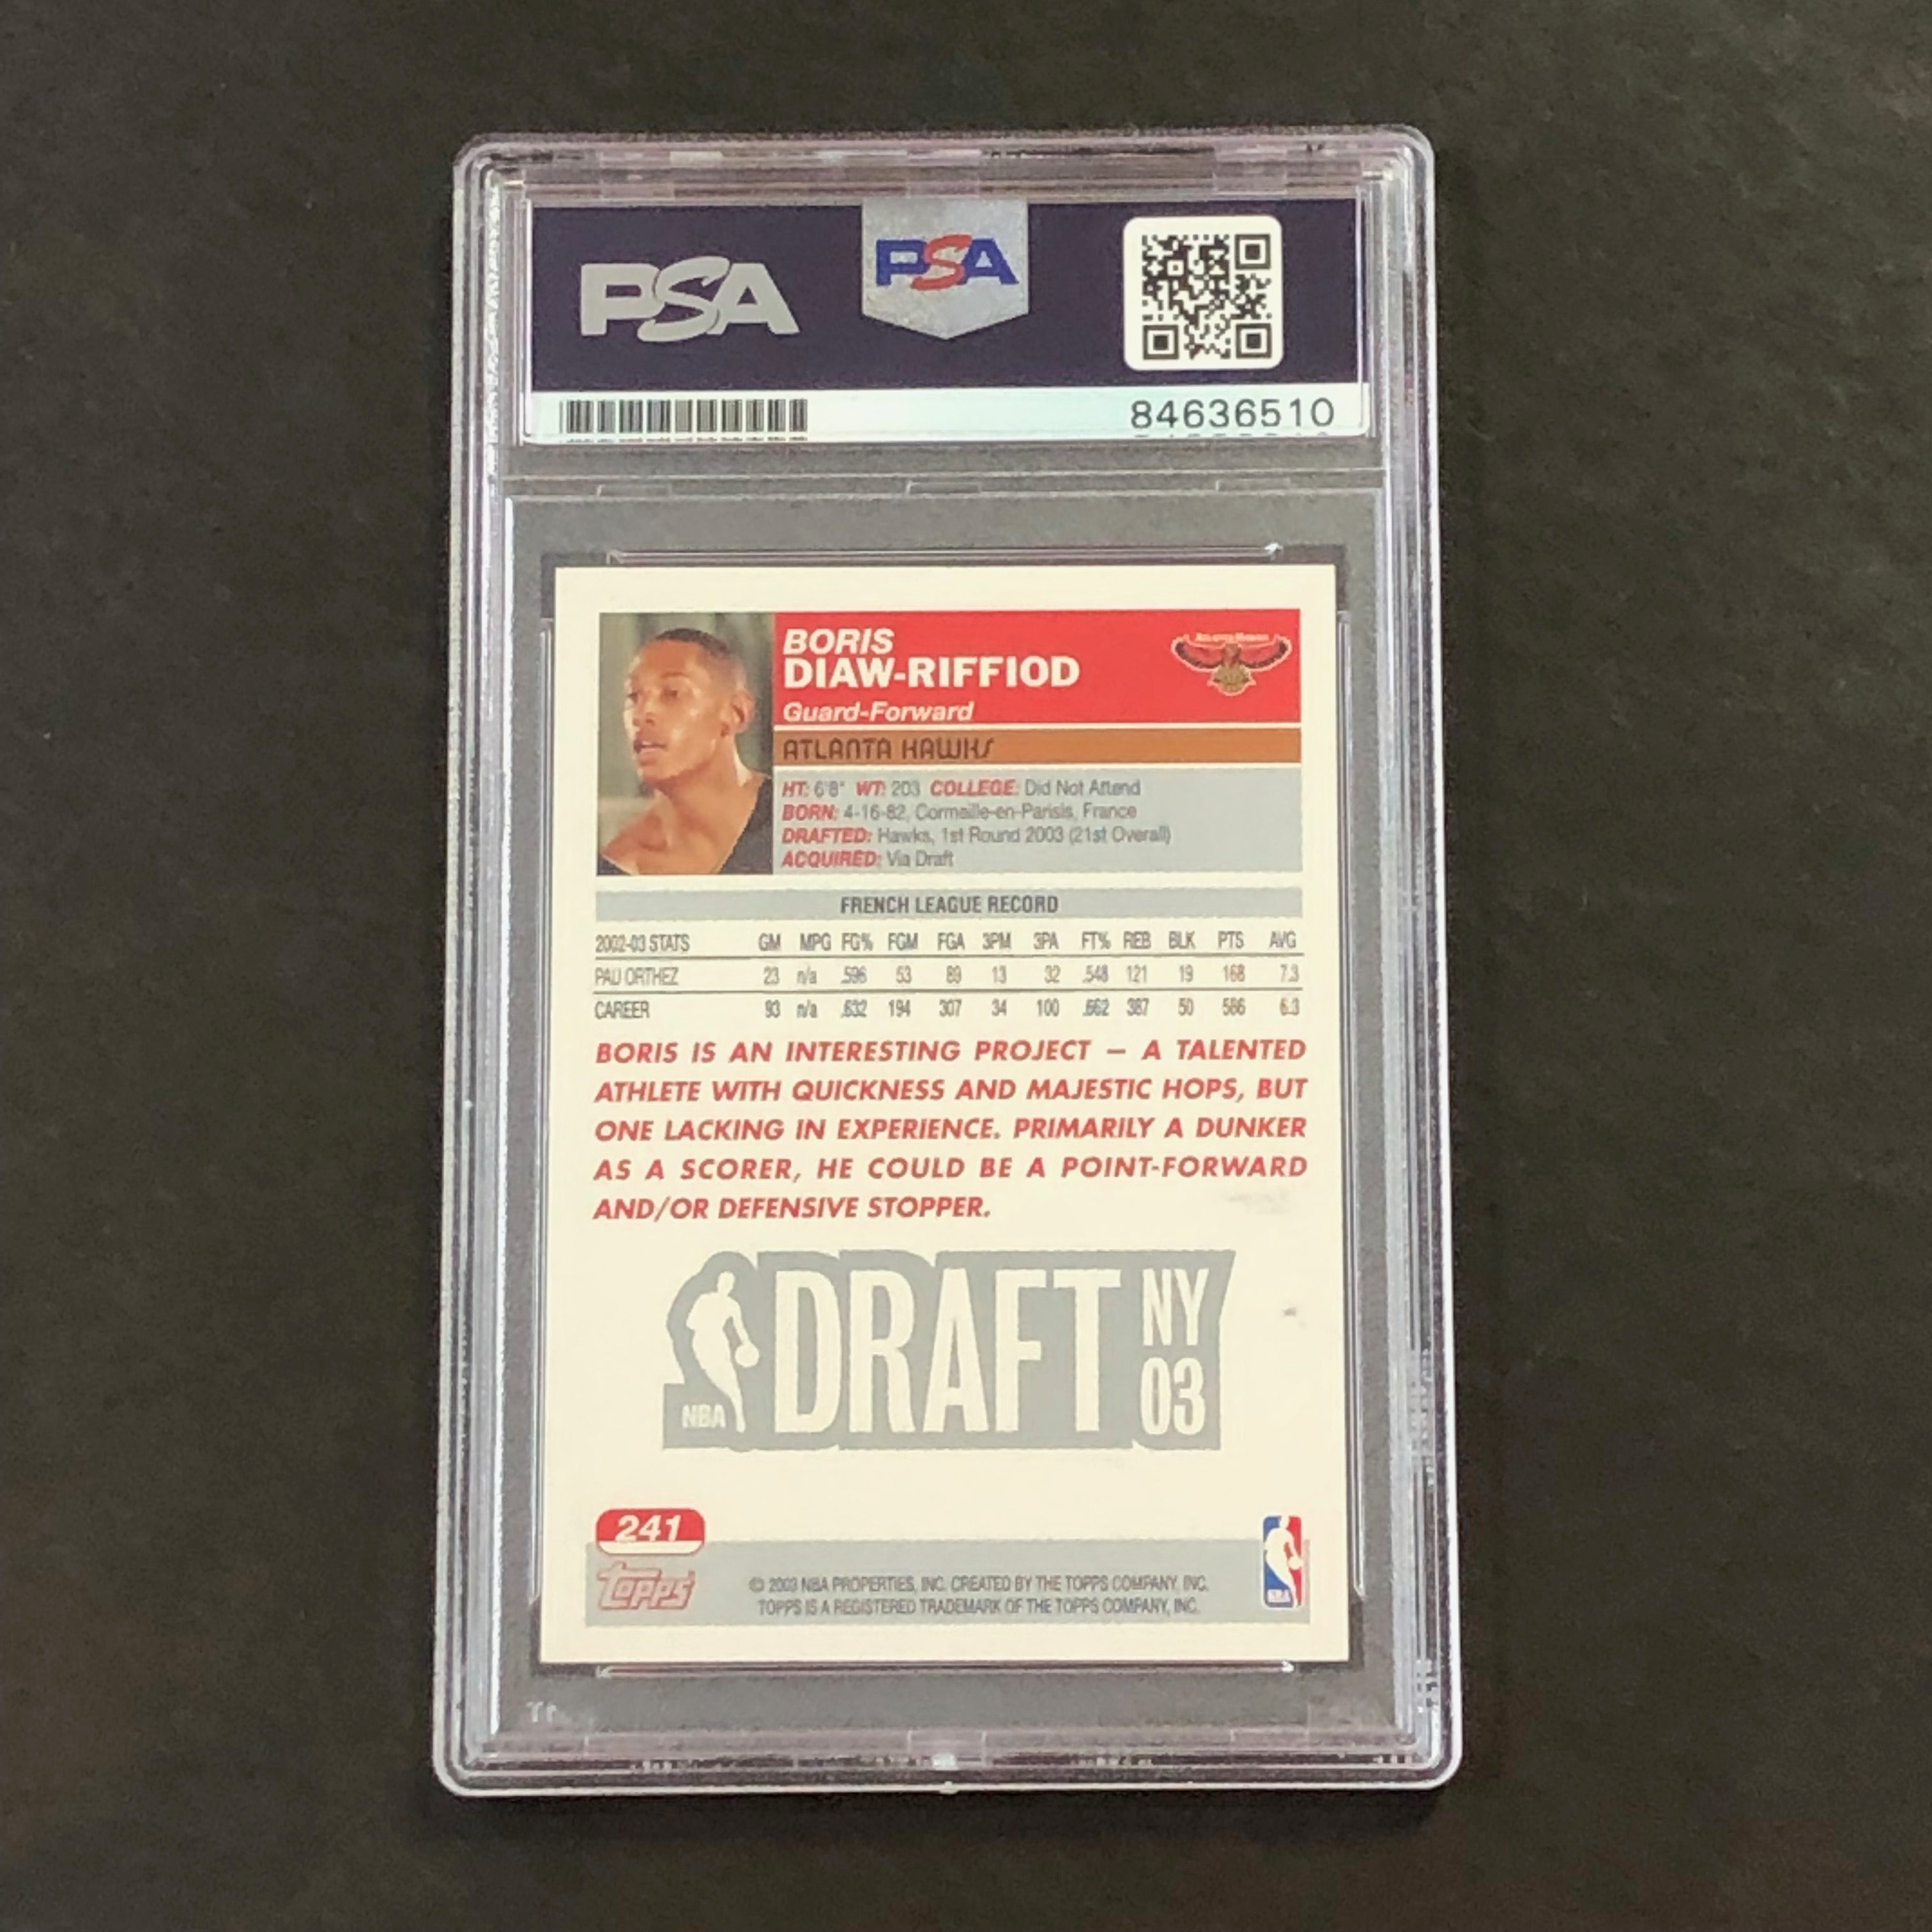 PSA
PSA
84636510
BORIS
DIAW-RIFFIOD
Guard-Forward
ATLANTA HAWKS
ATLANTA HAWKS
HT: 6'8" WT: 203 COLLEGE: Did Not Attend
BORN: 4-16-82, Cormeille-en-Parisis, France
DRAFTED: Hawks, 1st Round 2003 (21st Overall)
ACQUIRED: Via Draft
FRENCH LEAGUE RECORD
2002-03 STATS GM MPG FG% FGM FGA 3PM 3PA FT% REB BLK PTS AVG
PAU ORTHEZ 23 n/a .596 53 89 13 32 .548 121 19 168 7.3
CAREER 93 n/a .632 194 307 34 100 .662 387 50 586 6.3
BORIS IS AN INTERESTING PROJECT – A TALENTED
ATHLETE WITH QUICKNESS AND MAJESTIC HOPS, BUT
ONE LACKING IN EXPERIENCE. PRIMARILY A DUNKER
AS A SCORER, HE COULD BE A POINT-FORWARD
AND/OR DEFENSIVE STOPPER.
NBA DRAFT NY 03
241
Topps
© 2003 NBA PROPERTIES, INC. CREATED BY THE TOPPS COMPANY, INC.
TOPPS IS A REGISTERED TRADEMARK OF THE TOPPS COMPANY, INC.
NBA